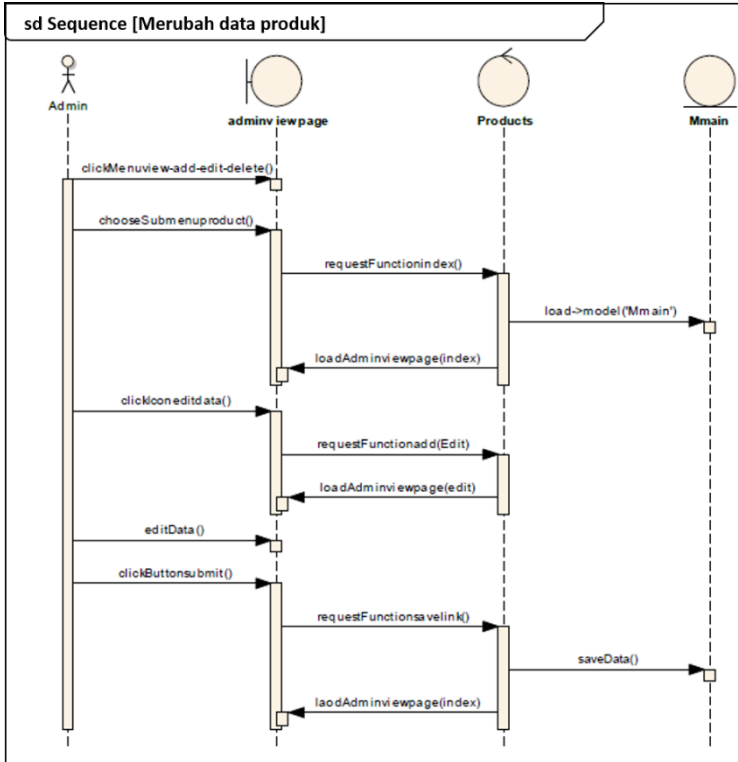 sd Sequence [Merubah data produk]
Admin
adminviewpage
Products
Mmain
clickMenuview-add-edit-delete()
chooseSubmenuproduct()
requestFunctionindex()
load->model('Mmain')
loadAdminviewpage(index)
clickIconeditdata()
requestFunctionadd(Edit)
loadAdminviewpage(edit)
editData()
clickButtonsubmit()
requestFunctionsavelink()
saveData()
laodAdminviewpage(index)